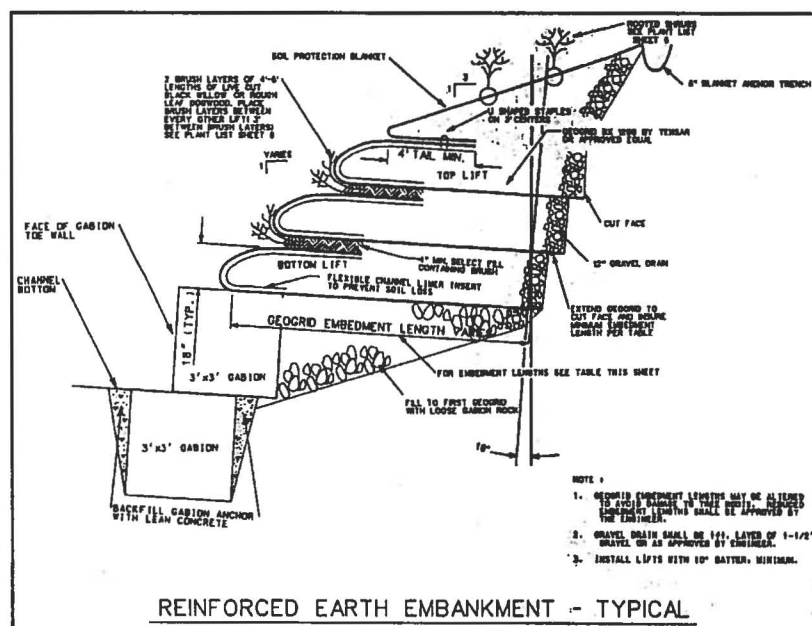 ROOTED SHRUBS
SEE PLANT LIST
SHEET 6
SOIL PROTECTION BLANKET
3
1
6" BLANKET ANCHOR TRENCH
2 BRUSH LAYERS OF 4'-6'
LENGTHS OF LIVE CUT
BLACK WILLOW OR ROUGH
LEAF DOGWOOD. PLACE
BRUSH LAYERS BETWEEN
EVERY OTHER LIFT( 3'
BETWEEN BRUSH LAYERS)
SEE PLANT LIST SHEET 6
U SHAPED STAPLES
ON 3' CENTERS
GEOGRID BY TENSAR
OR APPROVED EQUAL
VARIES
1
4' TAIL MIN.
TOP LIFT
CUT FACE
FACE OF GABION
TOE WALL
4" MIN. SELECT FILL
CONTAINING BRUSH
12" GRAVEL DRAIN
BOTTOM LIFT
FLEXIBLE CHANNEL LINER INSERT
TO PREVENT SOIL LOSS
CHANNEL
BOTTOM
EXTEND GEOGRID TO
CUT FACE AND INSURE
MINIMUM EMBEDMENT
LENGTH PER TABLE
18" (TYP.)
GEOGRID EMBEDMENT LENGTH VARIES
3'x3' GABION
FOR EMBEDMENT LENGTHS SEE TABLE THIS SHEET
FILL TO FIRST GEOGRID
WITH LOOSE GABION ROCK
3'x3' GABION
BACKFILL GABION ANCHOR
WITH LEAN CONCRETE
NOTE :
1. GEOGRID EMBEDMENT LENGTHS MAY BE ALTERED
TO AVOID DAMAGE TO TREE ROOTS. REDUCED
EMBEDMENT LENGTHS SHALL BE APPROVED BY
THE ENGINEER.
2. GRAVEL DRAIN SHALL BE 1ft. LAYER OF 1-1/2"
GRAVEL OR AS APPROVED BY ENGINEER.
3. INSTALL LIFTS WITH 10° BATTER, MINIMUM.
REINFORCED EARTH EMBANKMENT - TYPICAL